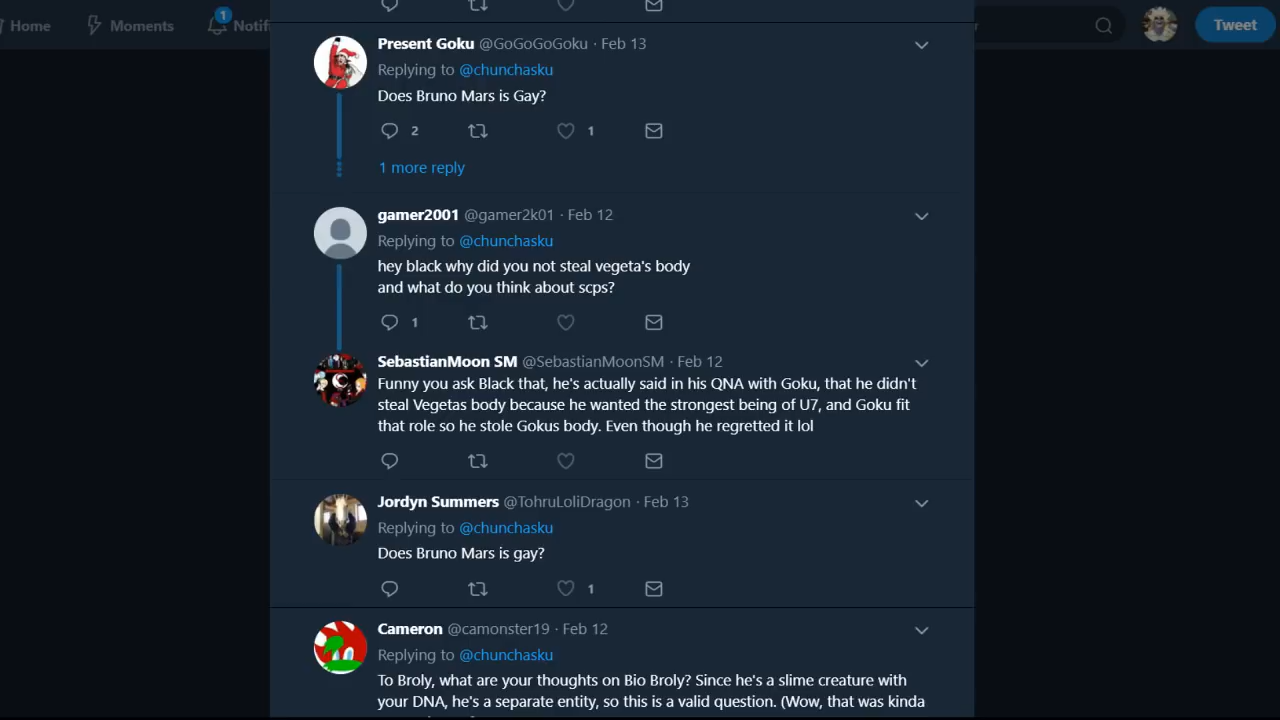 Home
Moments
1
Notif
Tweet
Present Goku @GoGoGoGoku · Feb 13
Replying to @chunchasku
Does Bruno Mars is Gay?
2
1
1 more reply
gamer2001 @gamer2k01 · Feb 12
Replying to @chunchasku
hey black why did you not steal vegeta's body
and what do you think about scps?
1
SebastianMoon SM @SebastianMoonSM · Feb 12
Funny you ask Black that, he's actually said in his QNA with Goku, that he didn't
steal Vegetas body because he wanted the strongest being of U7, and Goku fit
that role so he stole Gokus body. Even though he regretted it lol
Jordyn Summers @TohruLoliDragon · Feb 13
Replying to @chunchasku
Does Bruno Mars is gay?
1
Cameron @camonster19 · Feb 12
Replying to @chunchasku
To Broly, what are your thoughts on Bio Broly? Since he's a slime creature with
your DNA, he's a separate entity, so this is a valid question. (Wow, that was kinda